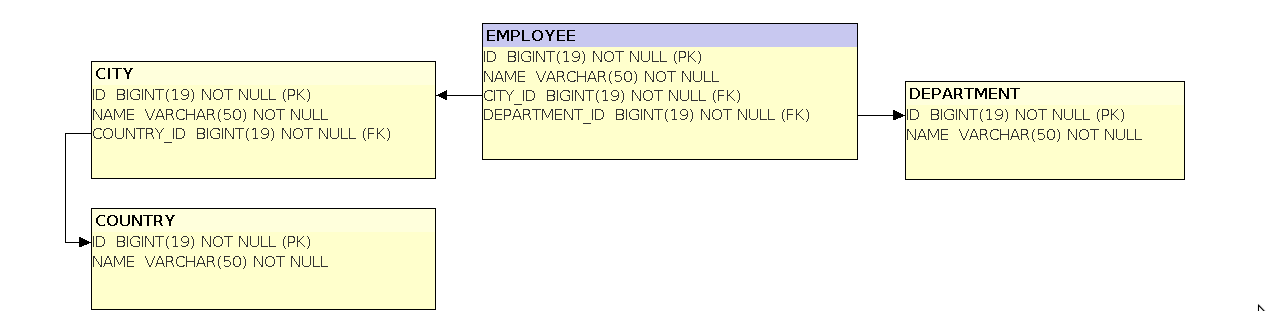 EMPLOYEE
ID BIGINT(19) NOT NULL (PK)
NAME VARCHAR(50) NOT NULL
CITY_ID BIGINT(19) NOT NULL (FK)
DEPARTMENT_ID BIGINT(19) NOT NULL (FK)
CITY
ID BIGINT(19) NOT NULL (PK)
NAME VARCHAR(50) NOT NULL
COUNTRY_ID BIGINT(19) NOT NULL (FK)
DEPARTMENT
ID BIGINT(19) NOT NULL (PK)
NAME VARCHAR(50) NOT NULL
COUNTRY
ID BIGINT(19) NOT NULL (PK)
NAME VARCHAR(50) NOT NULL